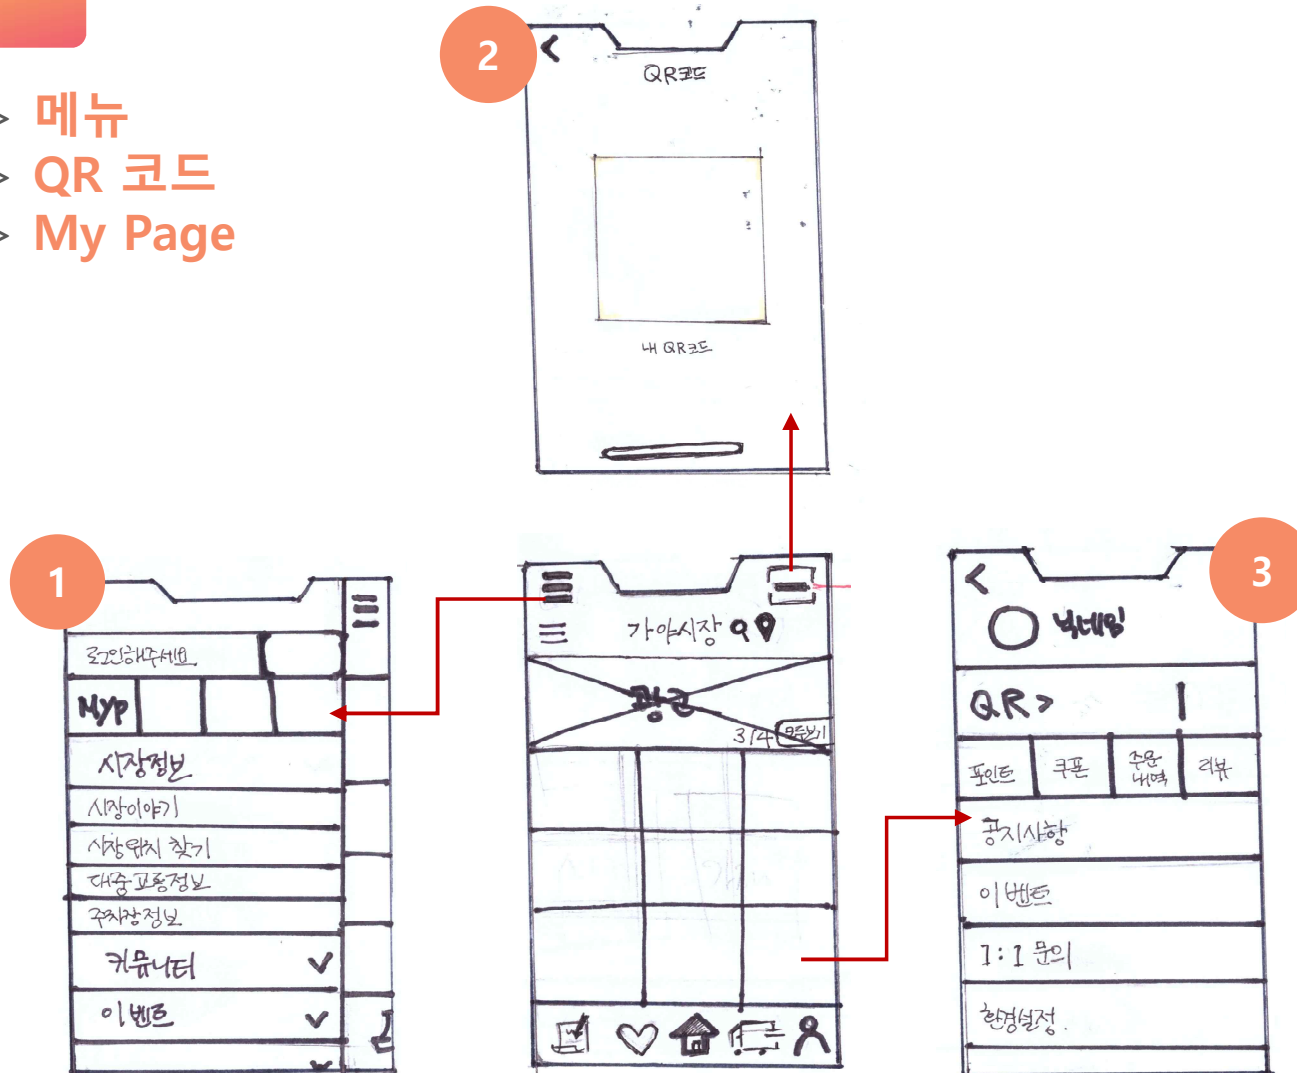 메뉴
QR 코드
My Page
2
QR코드
내 QR코드
1
로그인해주세요
MYP
시장정보
시장이야기
시장위치 찾기
대중교통정보
주차장정보
커뮤니티
이벤트
가야시장
광고
3/4 모두보기
3
닉네임
QR >
포인트 쿠폰 주문내역 리뷰
공지사항
이벤트
1:1 문의
환경설정.